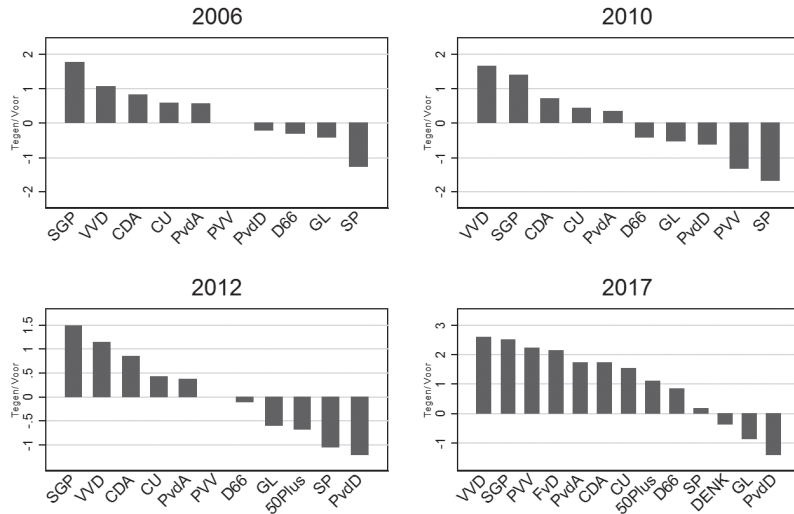 2006
2010
Tegen/Voor
2
1
0
-1
-2
SGP
VVD
CDA
CU
PvdA
PVV
PvdD
D66
GL
SP
Tegen/Voor
2
1
0
-1
-2
VVD
SGP
CDA
CU
PvdA
D66
GL
PvdD
PVV
SP
2012
2017
Tegen/Voor
1.5
1
.5
0
-.5
-1
SGP
VVD
CDA
CU
PvdA
PVV
D66
GL
50Plus
SP
PvdD
Tegen/Voor
3
2
1
0
-1
VVD
SGP
PVV
FvD
PvdA
CDA
CU
50Plus
D66
SP
DENK
GL
PvdD